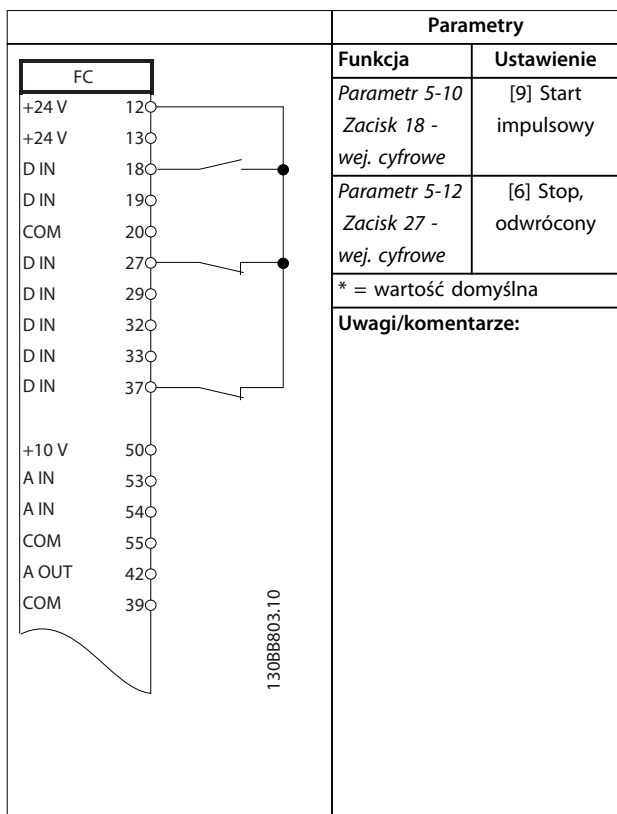 FC
+24 V 12
+24 V 13
D IN 18
D IN 19
COM 20
D IN 27
D IN 29
D IN 32
D IN 33
D IN 37
+10 V 50
A IN 53
A IN 54
COM 55
A OUT 42
COM 39
130BB803.10
Parametry
Funkcja Ustawienie
Parametr 5-10 [9] Start
Zacisk 18 - impulsowy
wej. cyfrowe
Parametr 5-12 [6] Stop,
Zacisk 27 - odwrócony
wej. cyfrowe
* = wartość domyślna
Uwagi/komentarze: